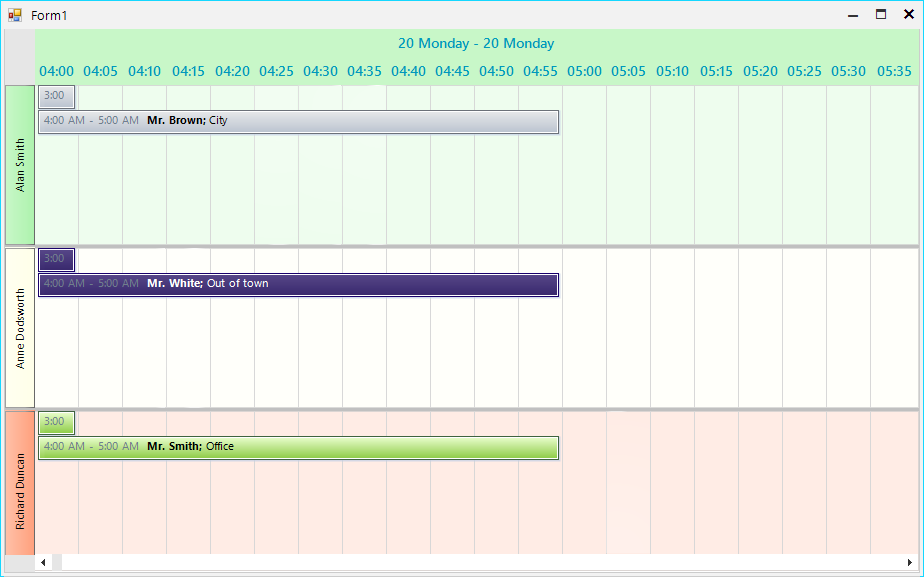 Form1
20 Monday - 20 Monday
04:00 04:05 04:10 04:15 04:20 04:25 04:30 04:35 04:40 04:45 04:50 04:55 05:00 05:05 05:10 05:15 05:20 05:25 05:30 05:35
Alan Smith
3:00
4:00 AM - 5:00 AM Mr. Brown; City
Anne Dodsworth
3:00
4:00 AM - 5:00 AM Mr. White; Out of town
Richard Duncan
3:00
4:00 AM - 5:00 AM Mr. Smith; Office